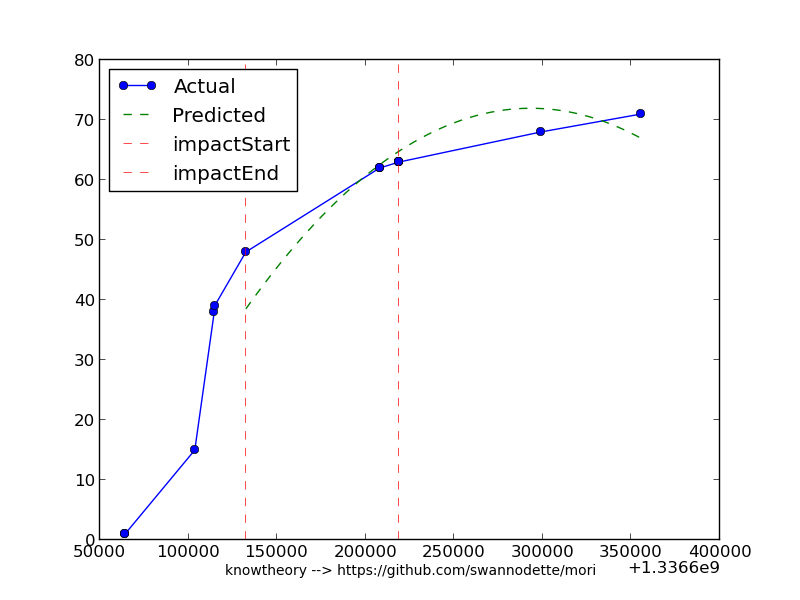 80
70
60
50
40
30
20
10
0
Actual
Predicted
impactStart
impactEnd
50000 100000 150000 200000 250000 300000 350000 400000
knowtheory --> https://github.com/swannodette/mori +1.3366e9